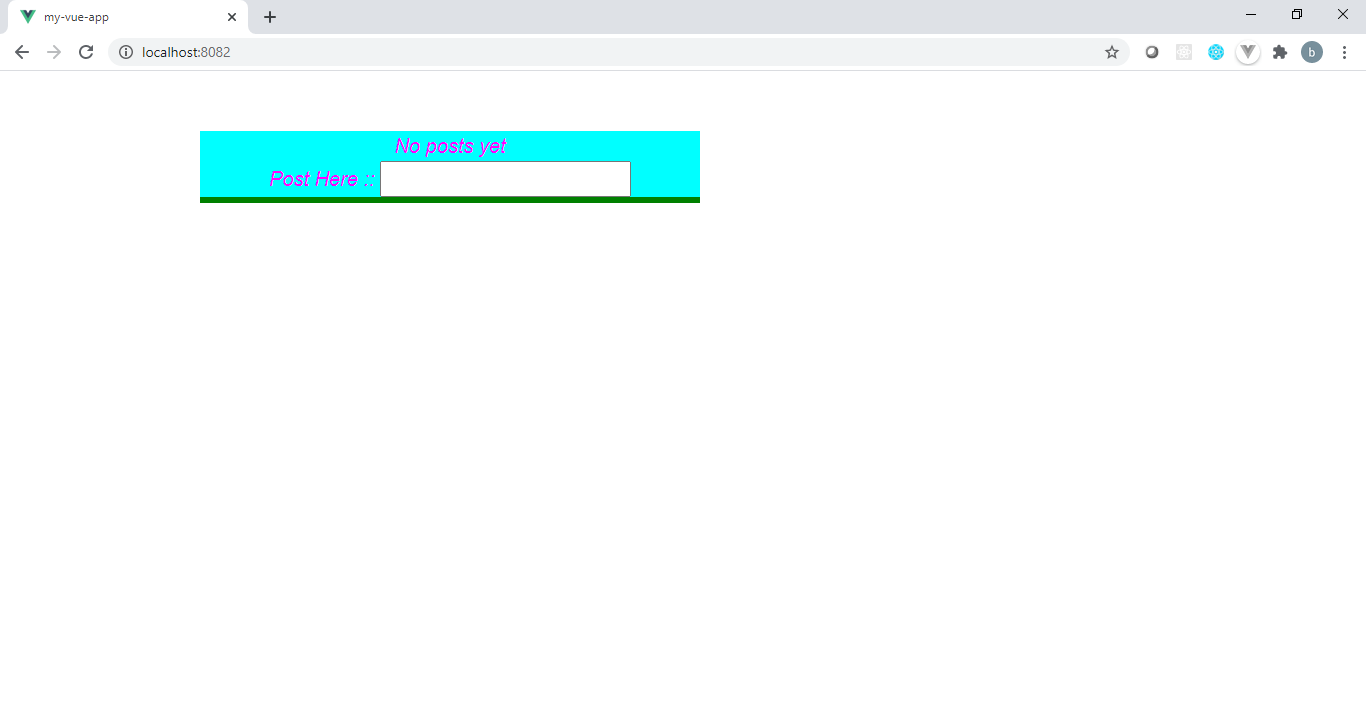 my-vue-app
localhost:8082
b
No posts yet
Post Here ::